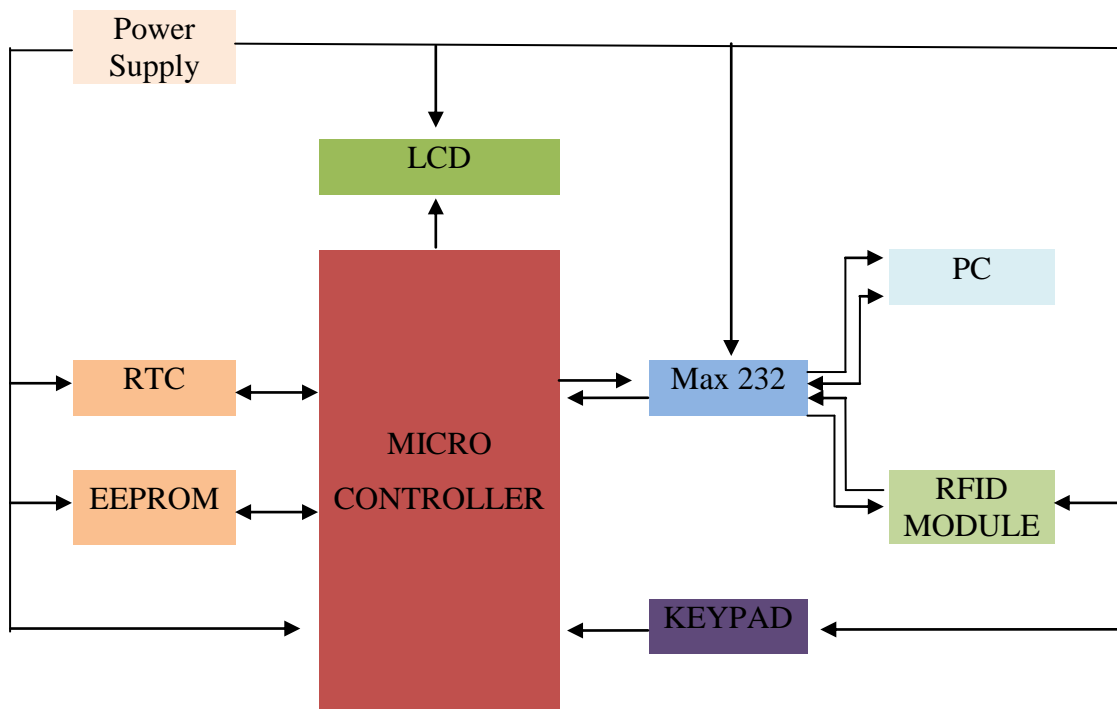 Power
Supply
LCD
PC
RTC
Max 232
MICRO
CONTROLLER
EEPROM
RFID
MODULE
KEYPAD